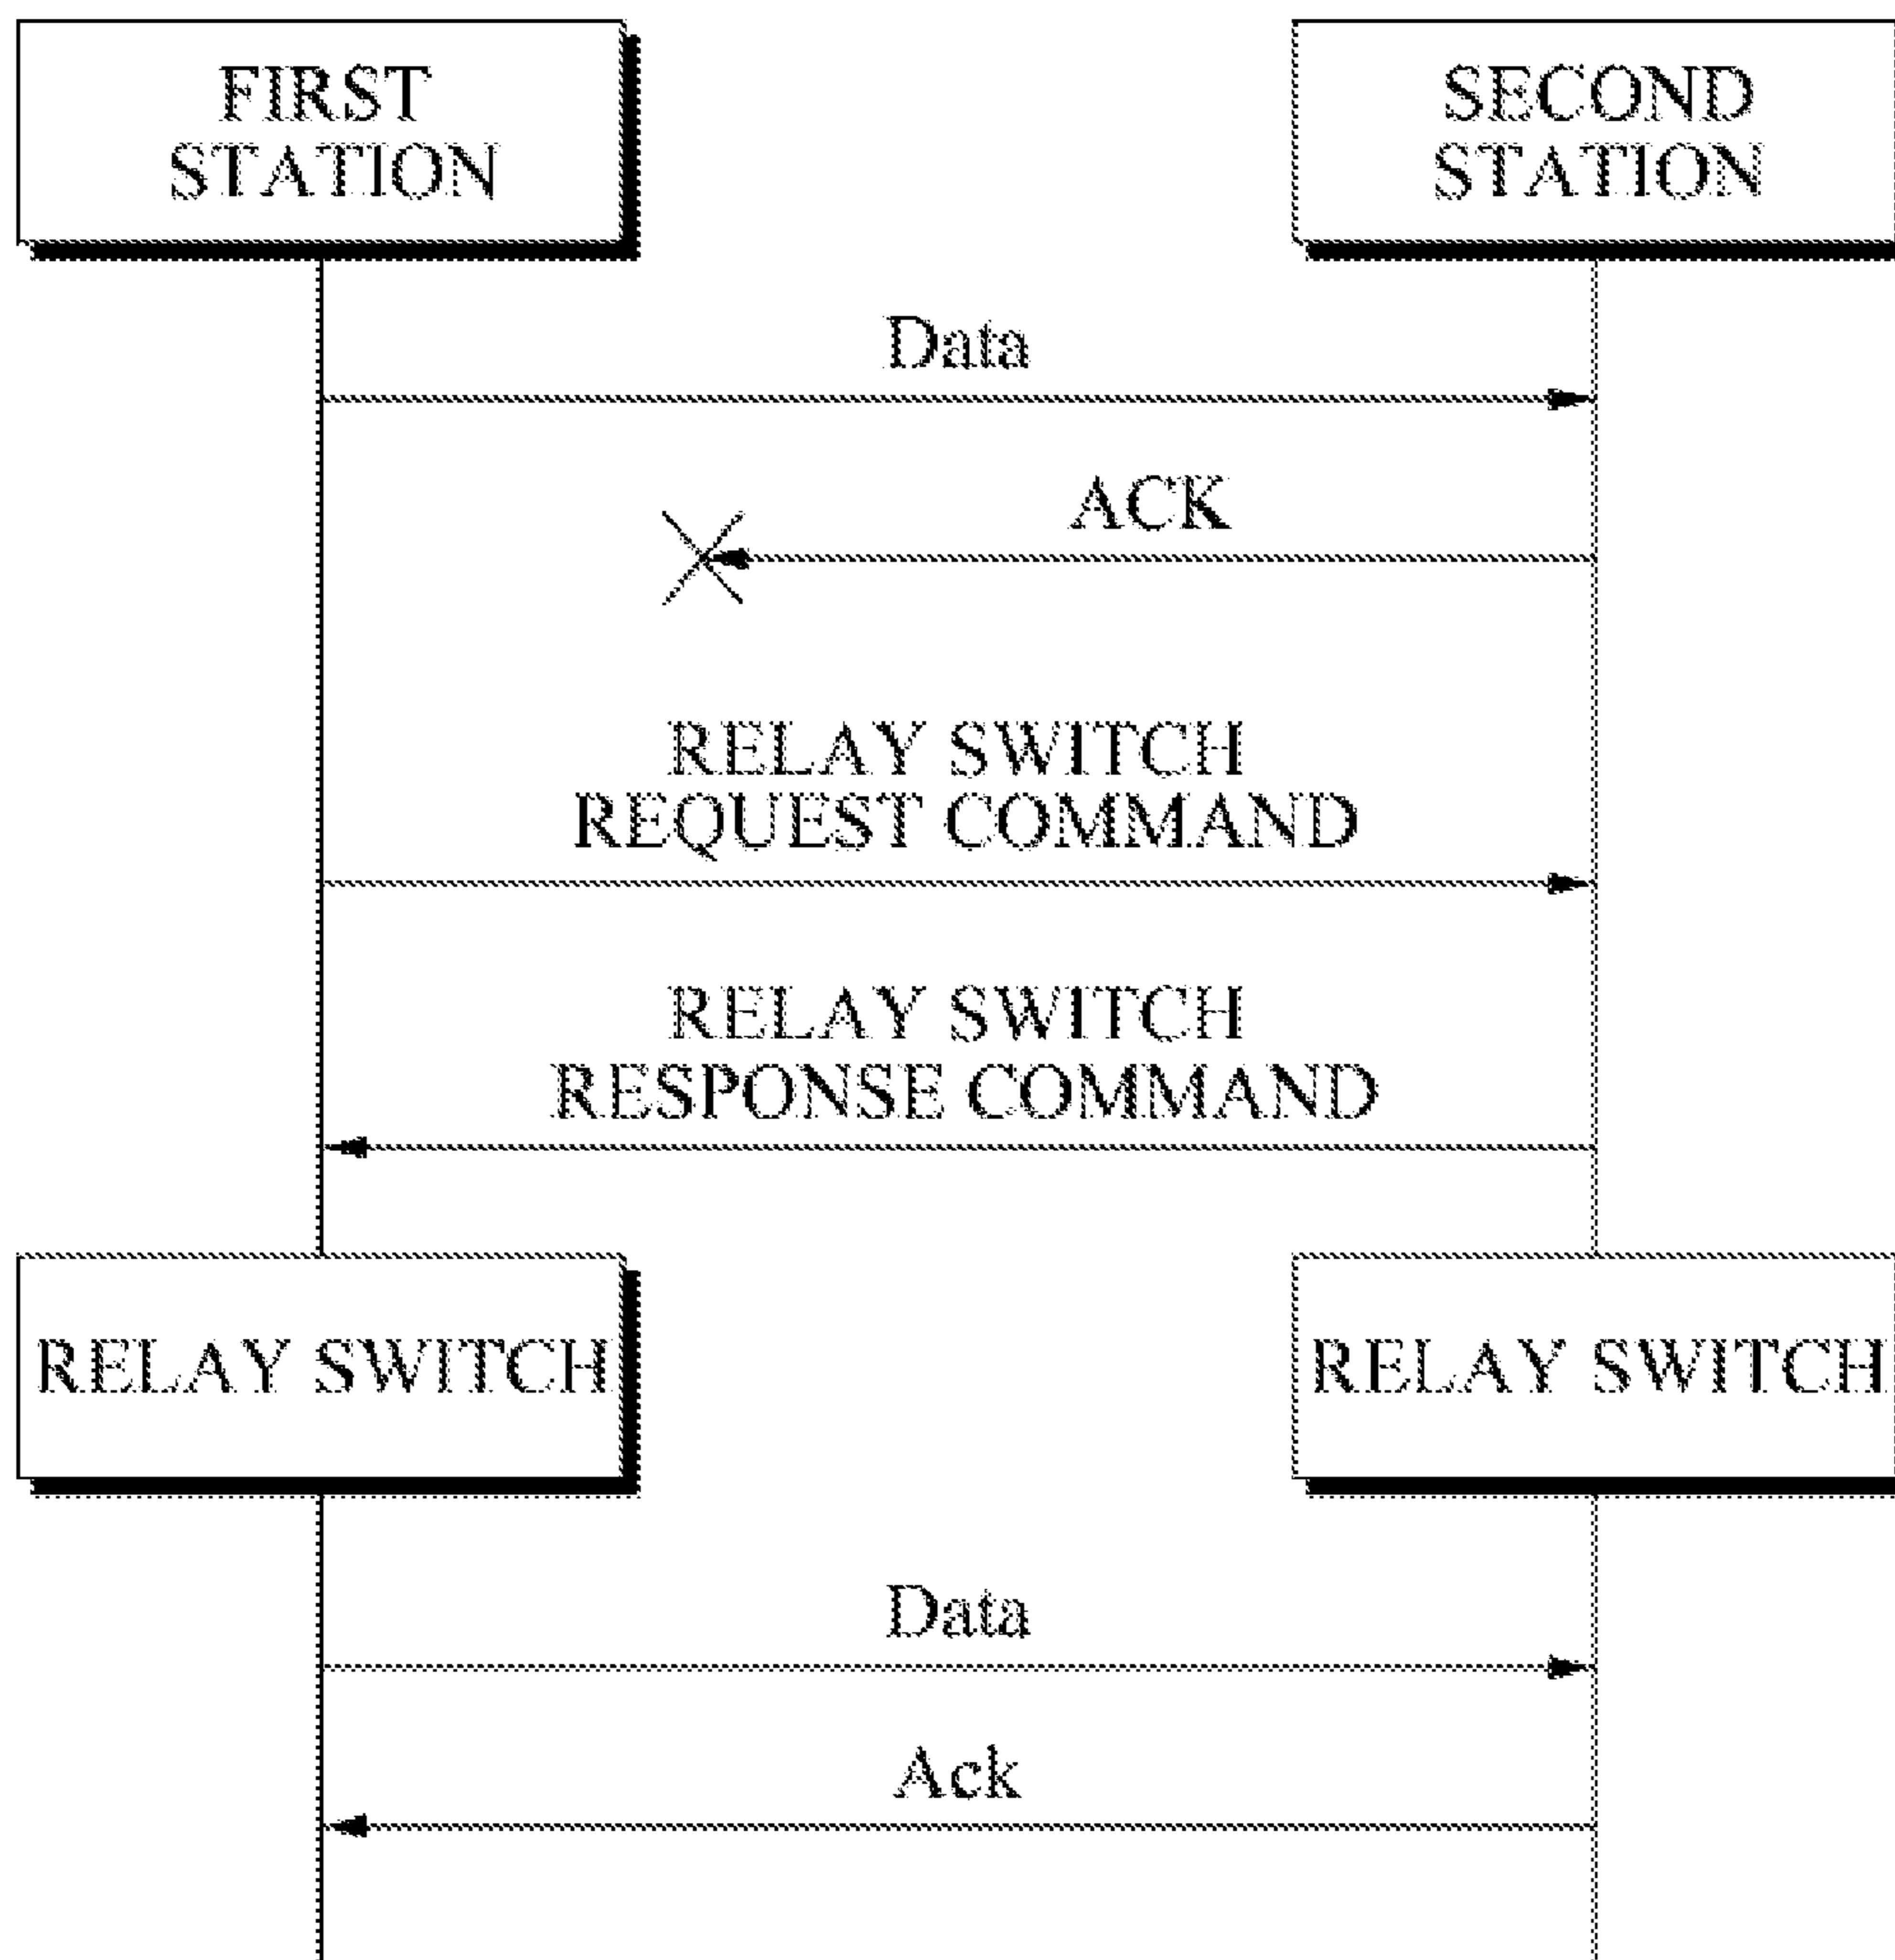 FIRST
STATION
SECOND
STATION
Data
ACK
RELAY SWITCH
REQUEST COMMAND
RELAY SWITCH
RESPONSE COMMAND
RELAY SWITCH
RELAY SWITCH
Data
Ack